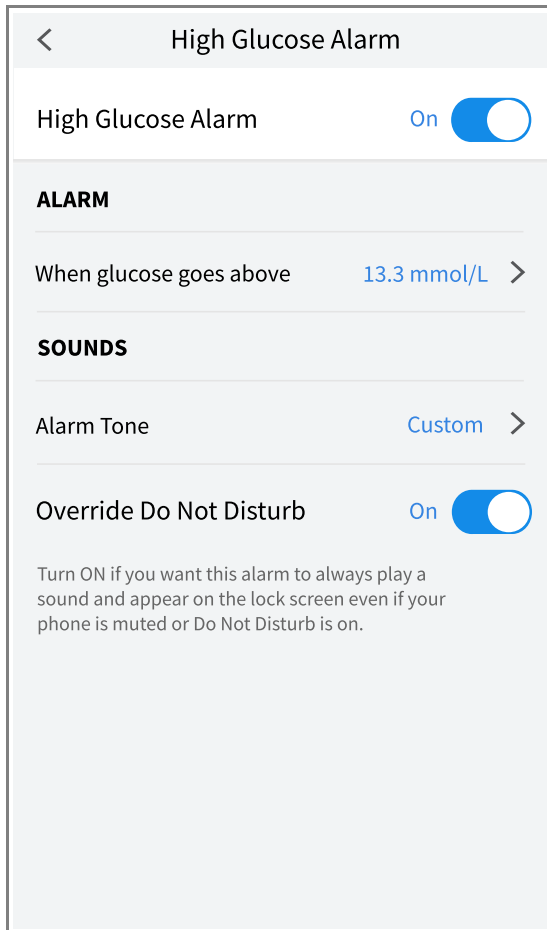 High Glucose Alarm
High Glucose Alarm On
ALARM
When glucose goes above 13.3 mmol/L
SOUNDS
Alarm Tone Custom
Override Do Not Disturb On
Turn ON if you want this alarm to always play a
sound and appear on the lock screen even if your
phone is muted or Do Not Disturb is on.